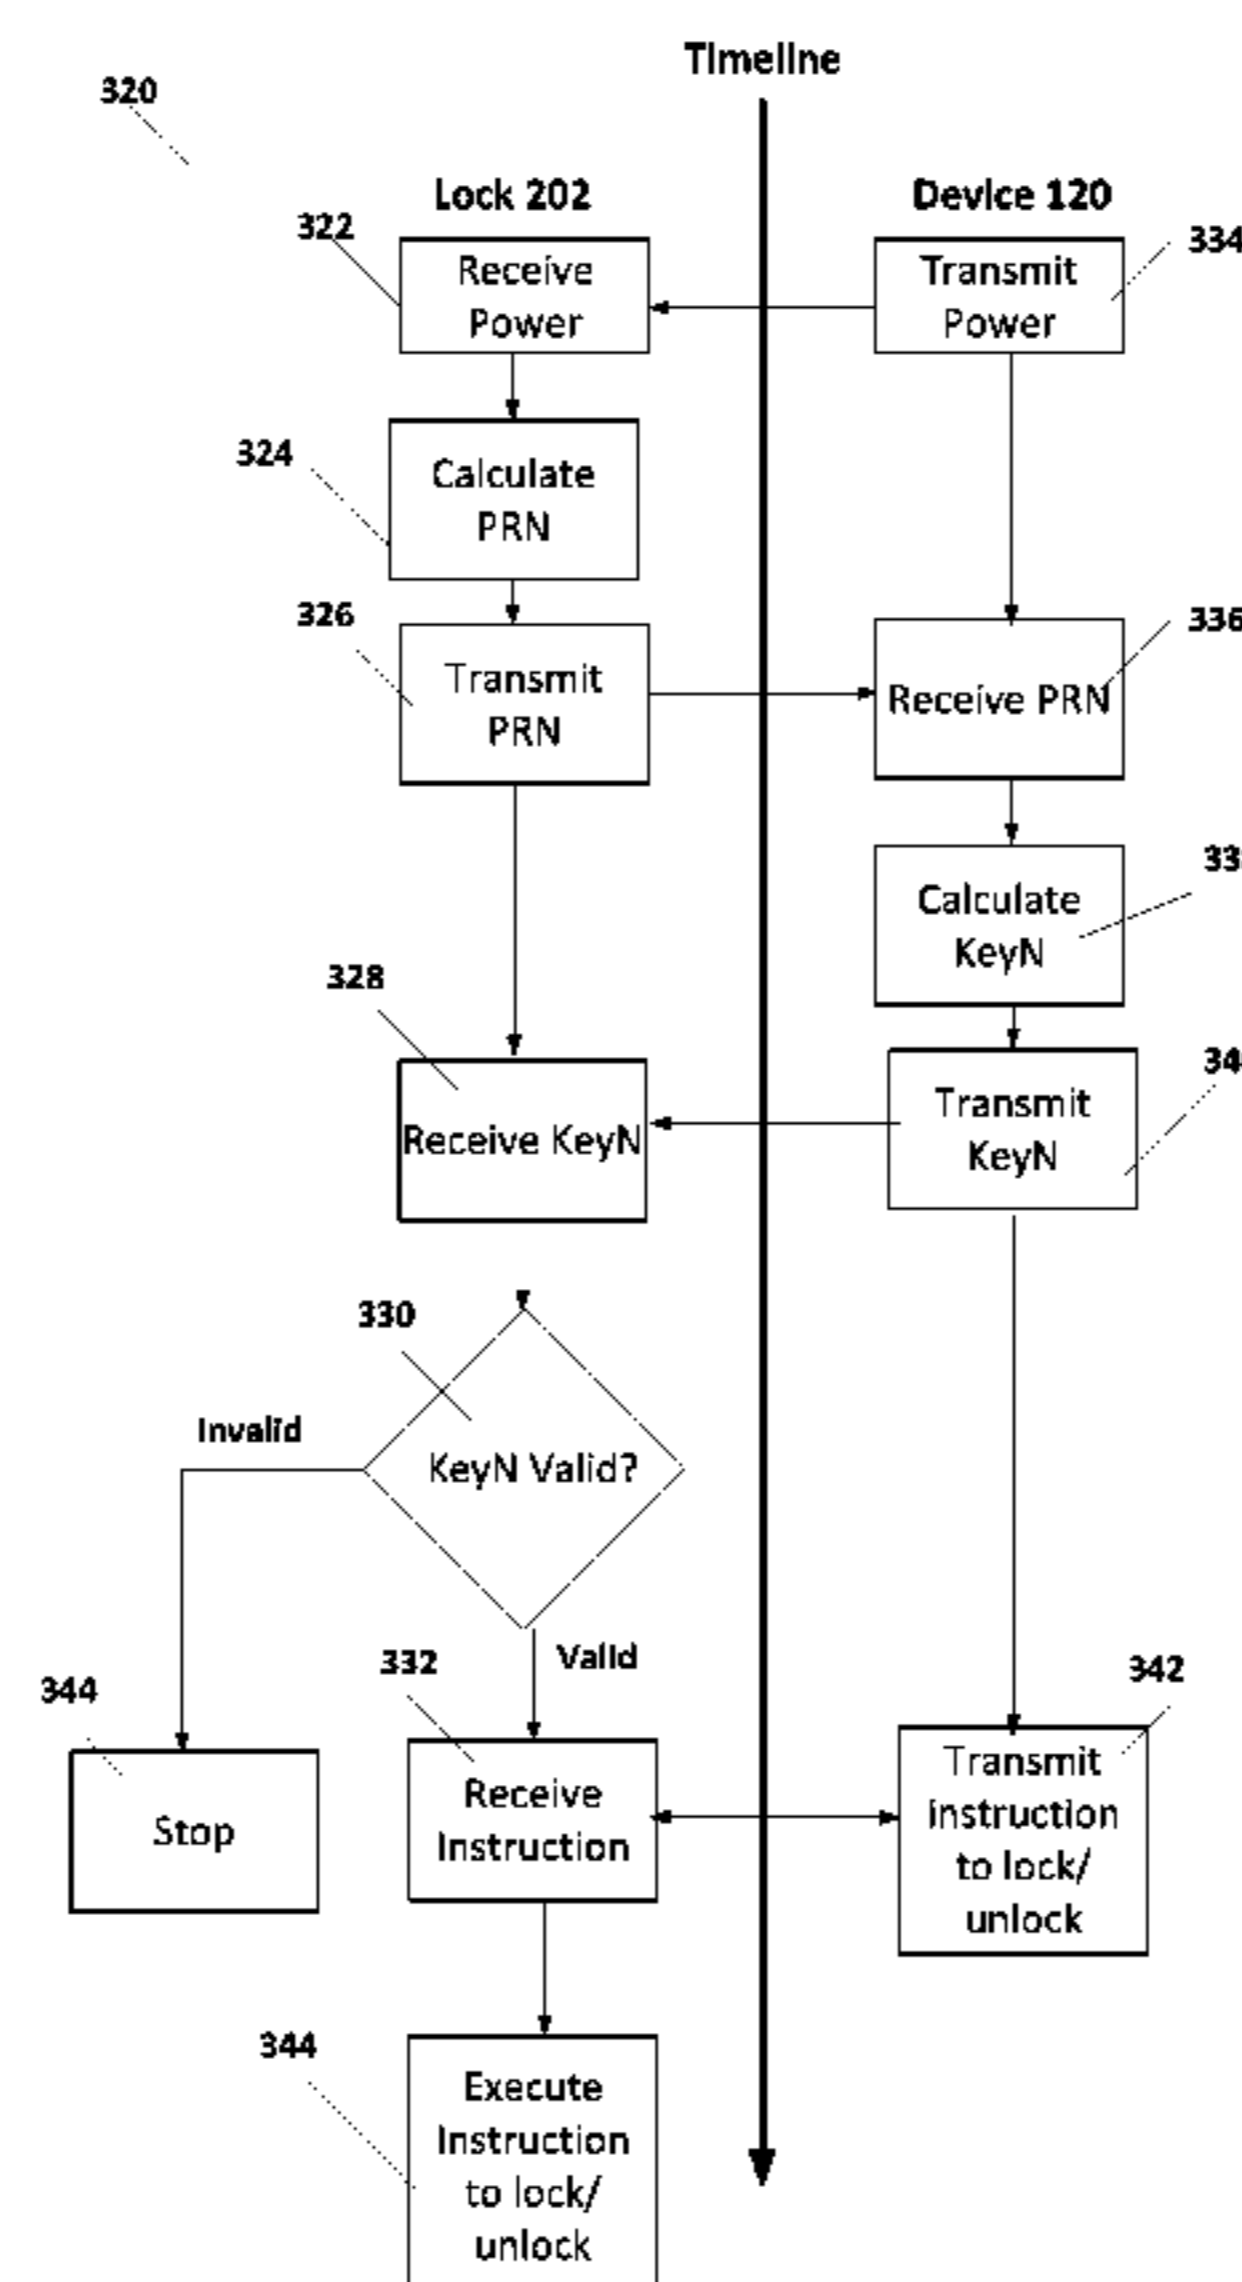 Timeline
320
Lock 202
Device 120
322
334
Receive
Power
Transmit
Power
324
Calculate
PRN
326
336
Transmit
PRN
Receive PRN
Calculate
KeyN
328
Receive KeyN
Transmit
KeyN
330
Invalid
KeyN Valid?
Valid
332
342
344
Stop
Receive
Instruction
Transmit
instruction
to lock/
unlock
344
Execute
Instruction
to lock/
unlock